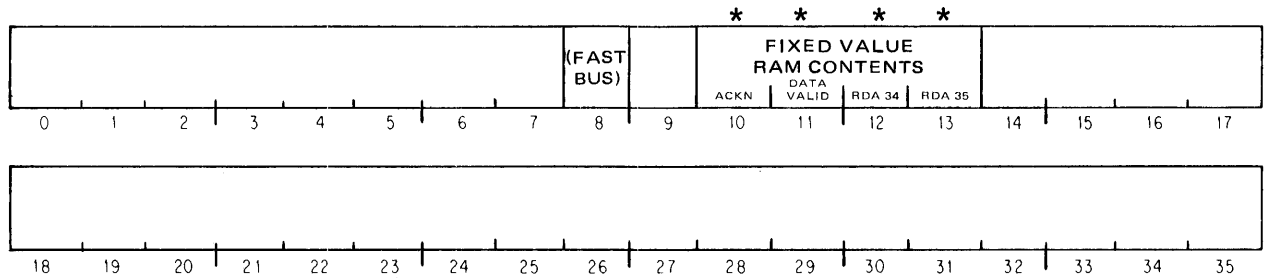 * * * *
(FAST BUS)
FIXED VALUE
RAM CONTENTS
ACKN DATA VALID RDA 34 RDA 35
0 1 2 3 4 5 6 7 8 9 10 11 12 13 14 15 16 17
18 19 20 21 22 23 24 25 26 27 28 29 30 31 32 33 34 35